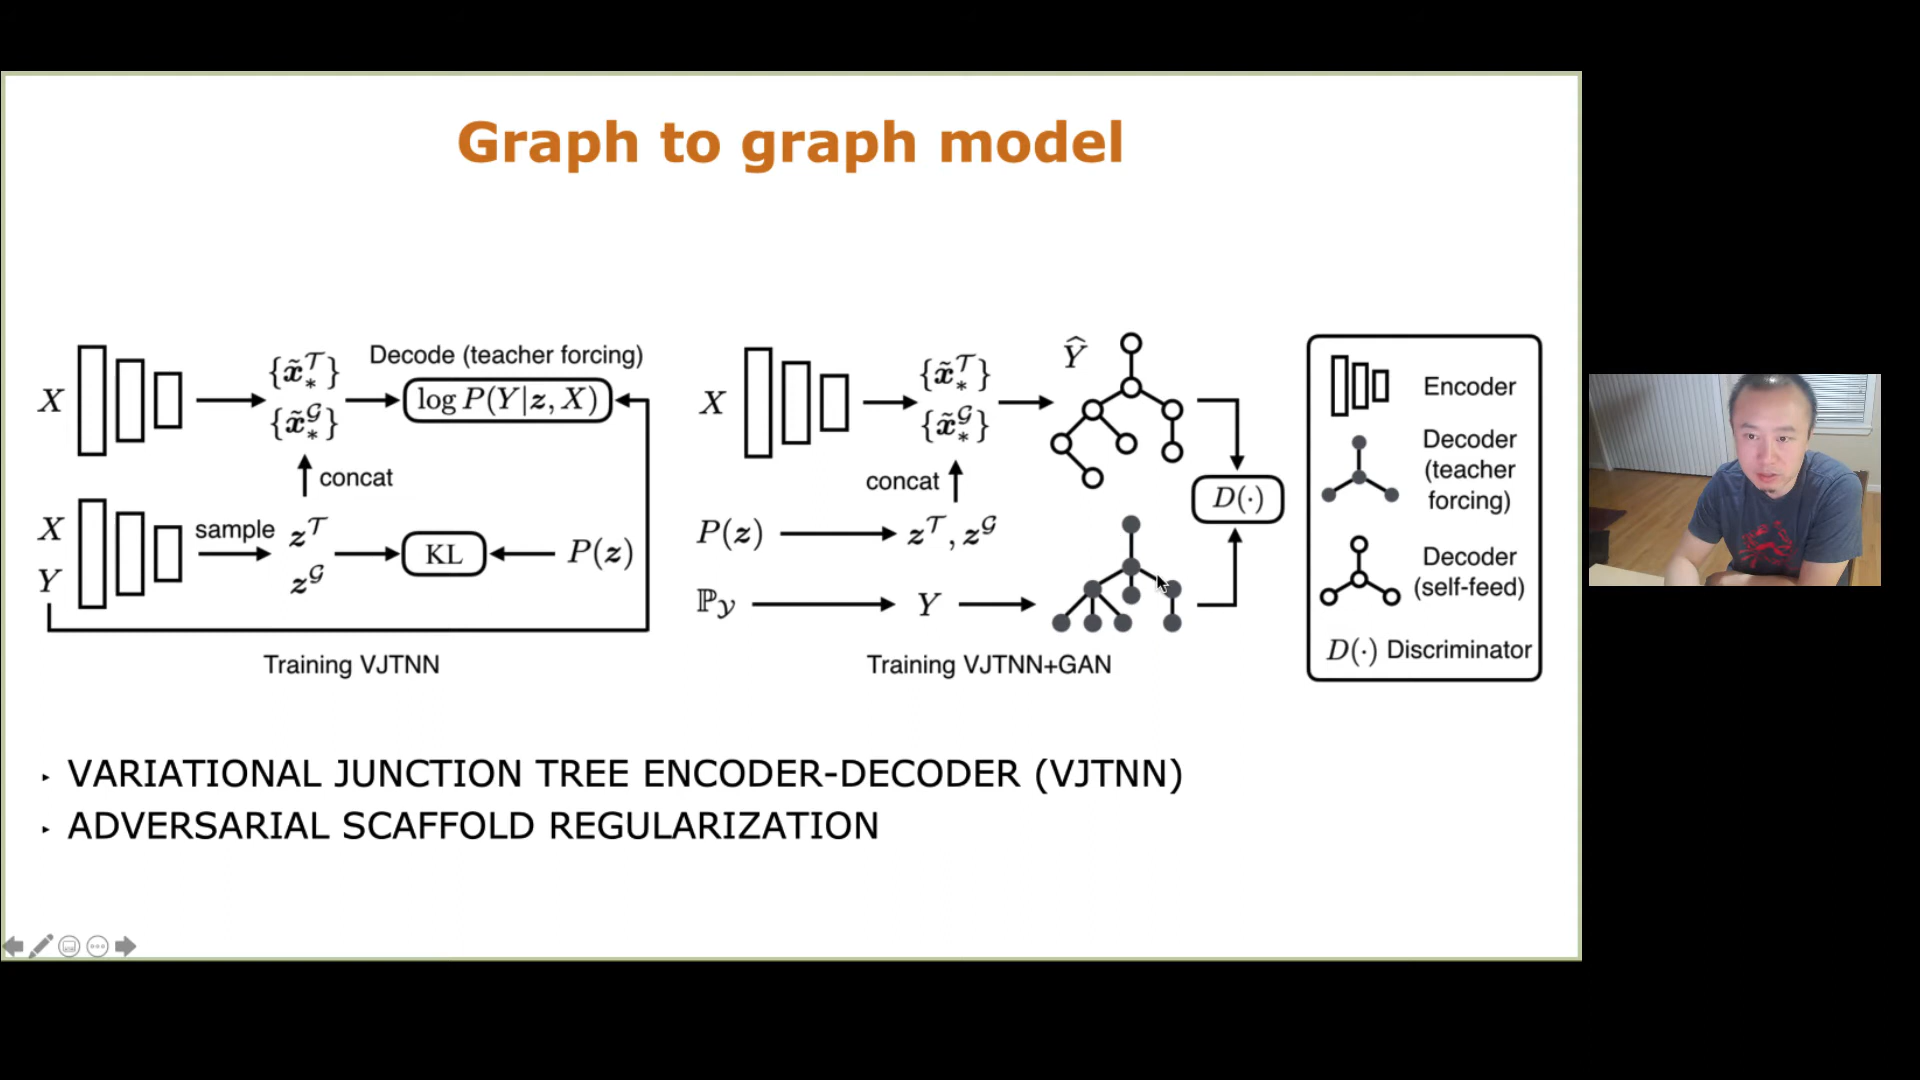 Graph to graph model
X
{x̃*^𝒯}
{x̃*^𝒢}
Decode (teacher forcing)
log P(Y|z, X)
concat
X
Y
sample
z^𝒯
z^𝒢
KL
P(z)
Training VJTNN
X
{x̃*^𝒯}
{x̃*^𝒢}
Ŷ
concat
P(z)
z^𝒯, z^𝒢
D(·)
ℙ𝒴
Y
Training VJTNN+GAN
Encoder
Decoder
(teacher
forcing)
Decoder
(self-feed)
D(·) Discriminator
‣ VARIATIONAL JUNCTION TREE ENCODER-DECODER (VJTNN)
‣ ADVERSARIAL SCAFFOLD REGULARIZATION